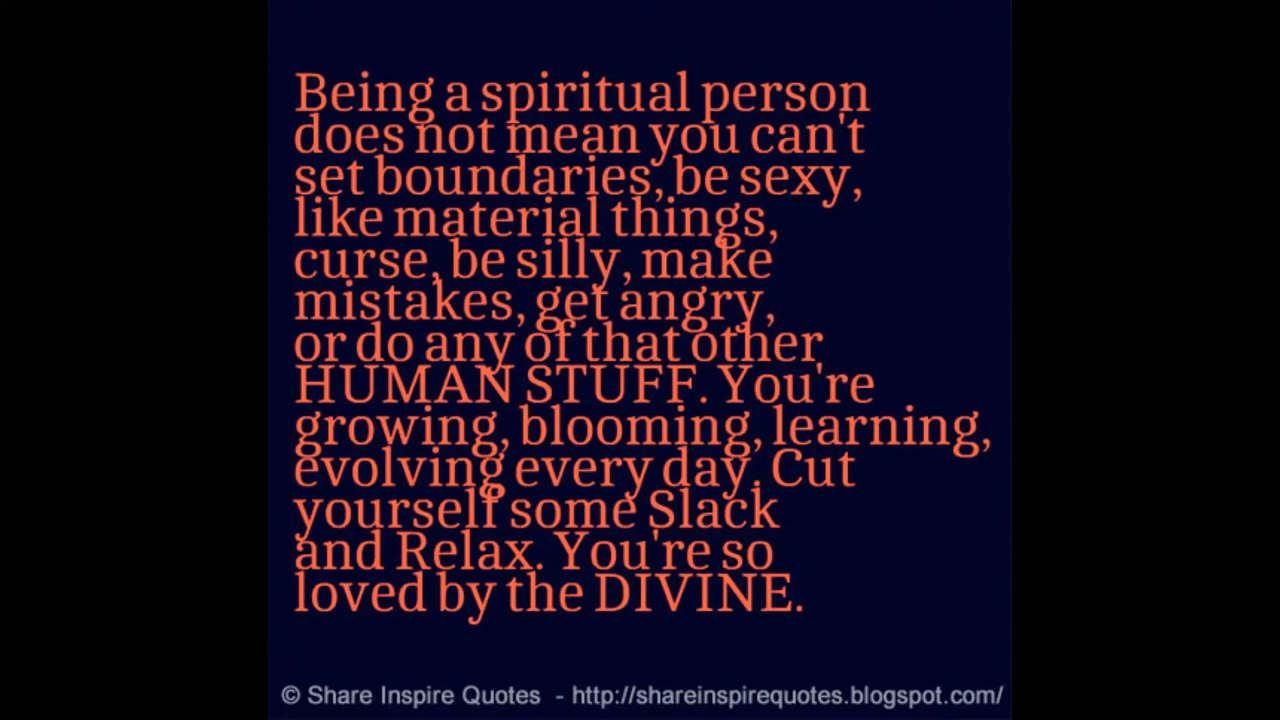 Being a spiritual person
does not mean you can't
set boundaries, be sexy,
like material things,
curse, be silly, make
mistakes, get angry,
or do any of that other
HUMAN STUFF. You're
growing, blooming, learning,
evolving every day. Cut
yourself some Slack
and Relax. You're so
loved by the DIVINE.
© Share Inspire Quotes - http://shareinspirequotes.blogspot.com/